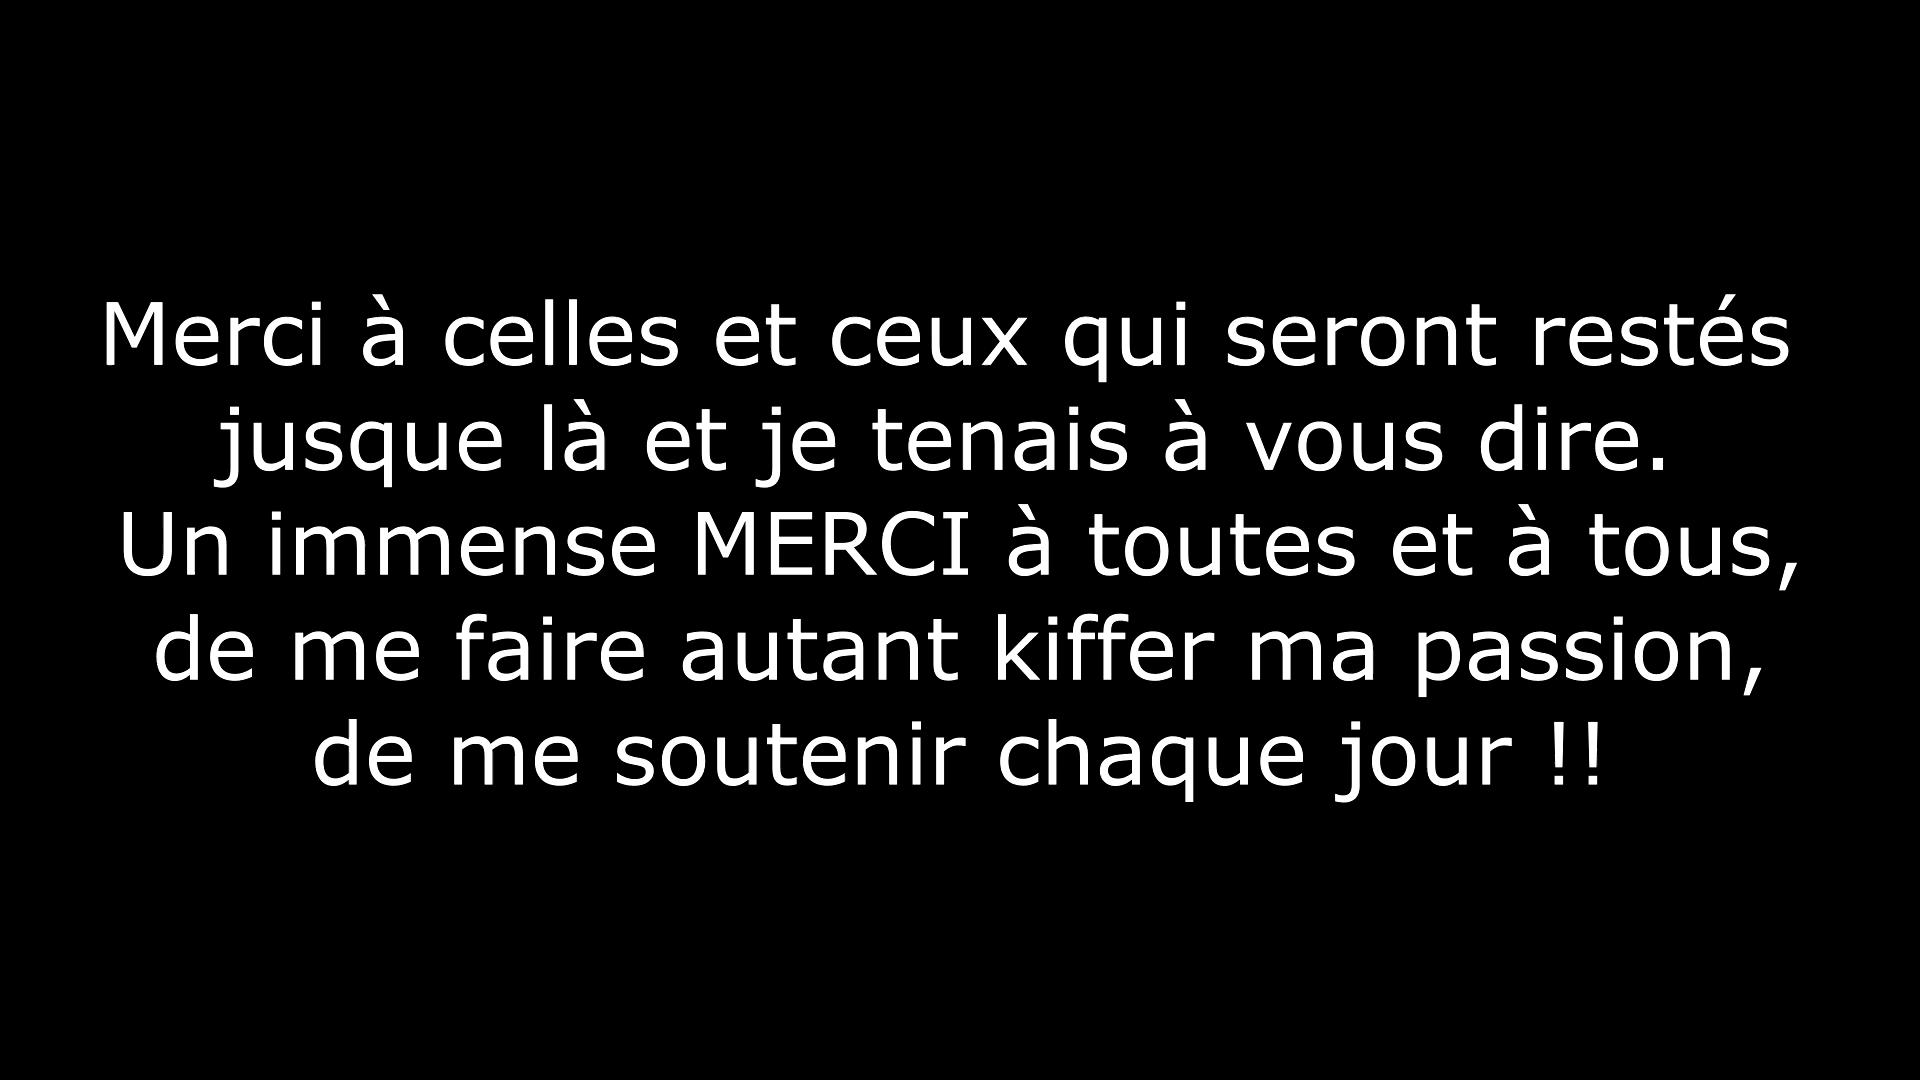 Merci à celles et ceux qui seront restés
jusque là et je tenais à vous dire.
Un immense MERCI à toutes et à tous,
de me faire autant kiffer ma passion,
de me soutenir chaque jour !!